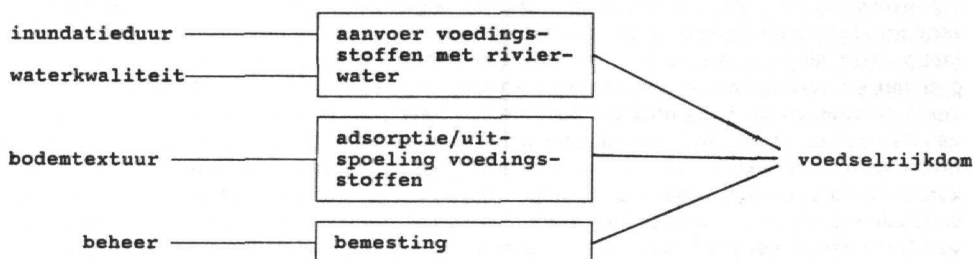 inundatieduur
waterkwaliteit
aanvoer voedings-
stoffen met rivier-
water
bodemtextuur
adsorptie/uit-
spoeling voedings-
stoffen
voedselrijkdom
beheer
bemesting